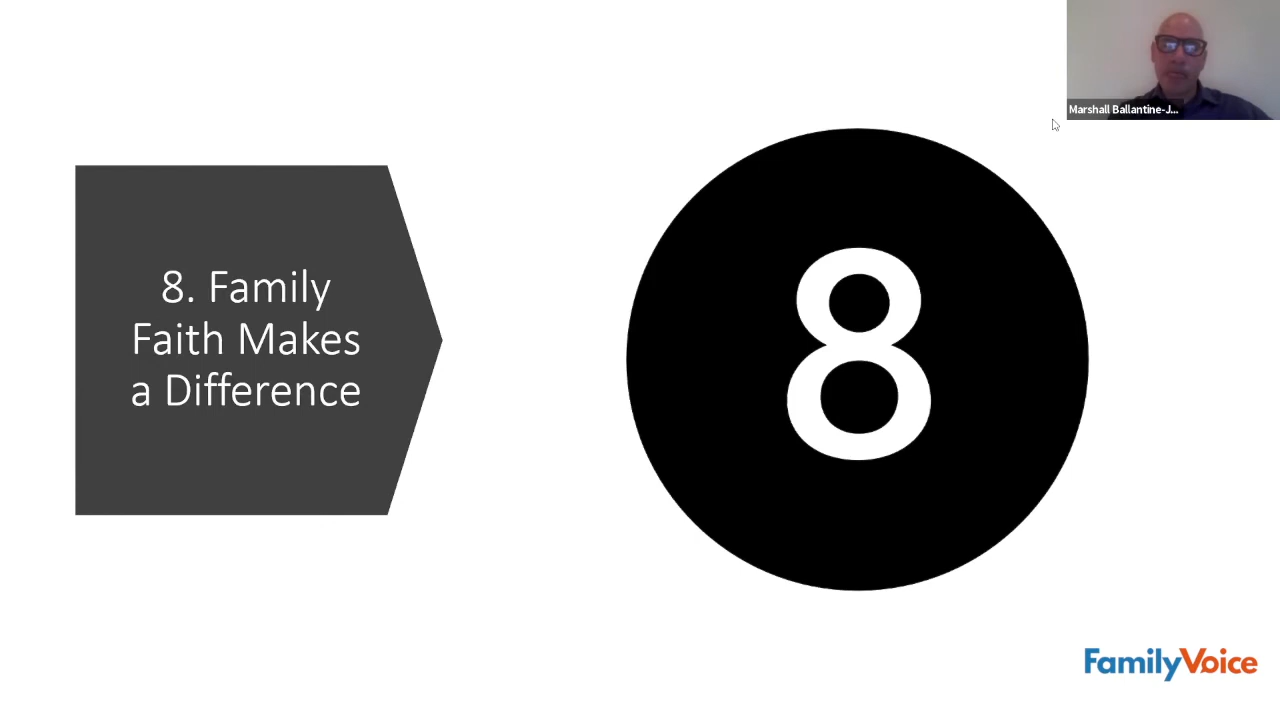 Marshall Ballantine-J...
8. Family
Faith Makes
a Difference
8
FamilyVoice